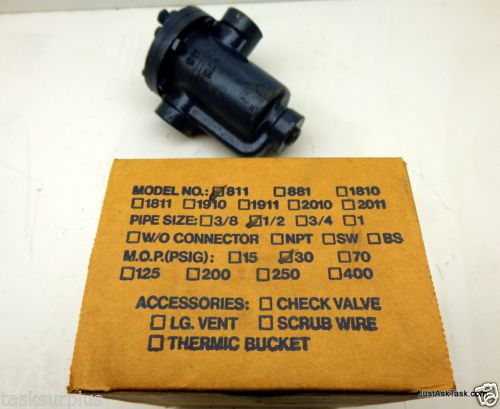 MODEL NO.: ☑811 ☐881 ☐1810
☐1811 ☐1910 ☐1911 ☐2010 ☐2011
PIPE SIZE: ☐3/8 ☑1/2 ☐3/4 ☐1
☐W/O CONNECTOR ☐NPT ☐SW ☐BS
M.O.P.(PSIG): ☐15 ☑30 ☐70
☐125 ☐200 ☐250 ☐400
ACCESSORIES: ☐CHECK VALVE
☐LG. VENT ☐SCRUB WIRE
☐THERMIC BUCKET
tasksurplus
JustAskTask.com